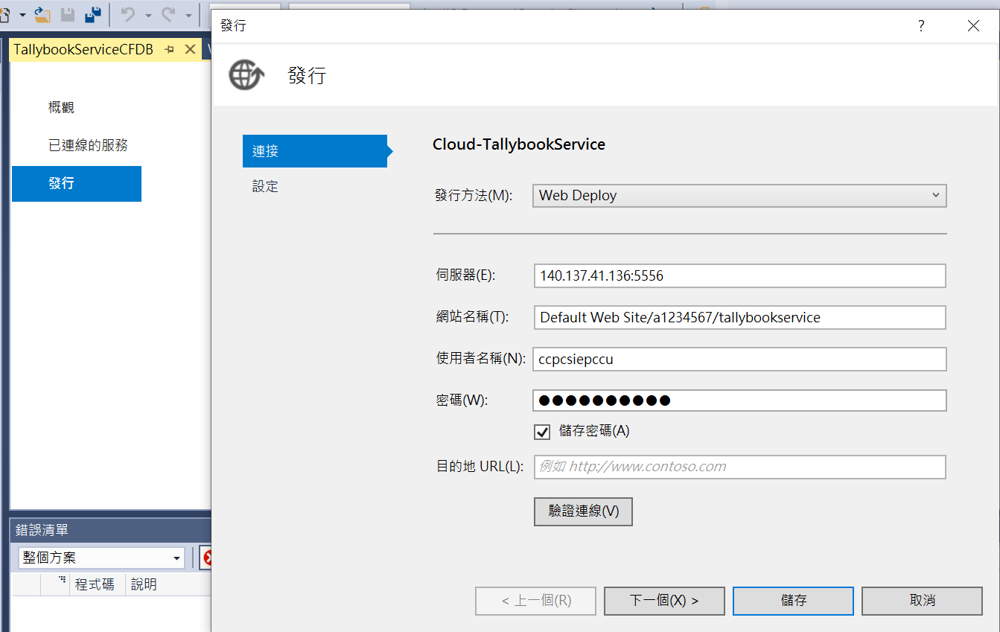 發行
?
TallybookServiceCFDB
發行
概觀
已連線的服務
發行
連接
設定
Cloud-TallybookService
發行方法(M):
Web Deploy
伺服器(E):
140.137.41.136:5556
網站名稱(T):
Default Web Site/a1234567/tallybookservice
使用者名稱(N):
ccpcsiepccu
密碼(W):
●●●●●●●●●●
儲存密碼(A)
目的地 URL(L):
例如 http://www.contoso.com
驗證連線(V)
錯誤清單
整個方案
程式碼
說明
< 上一個(R)
下一個(X) >
儲存
取消